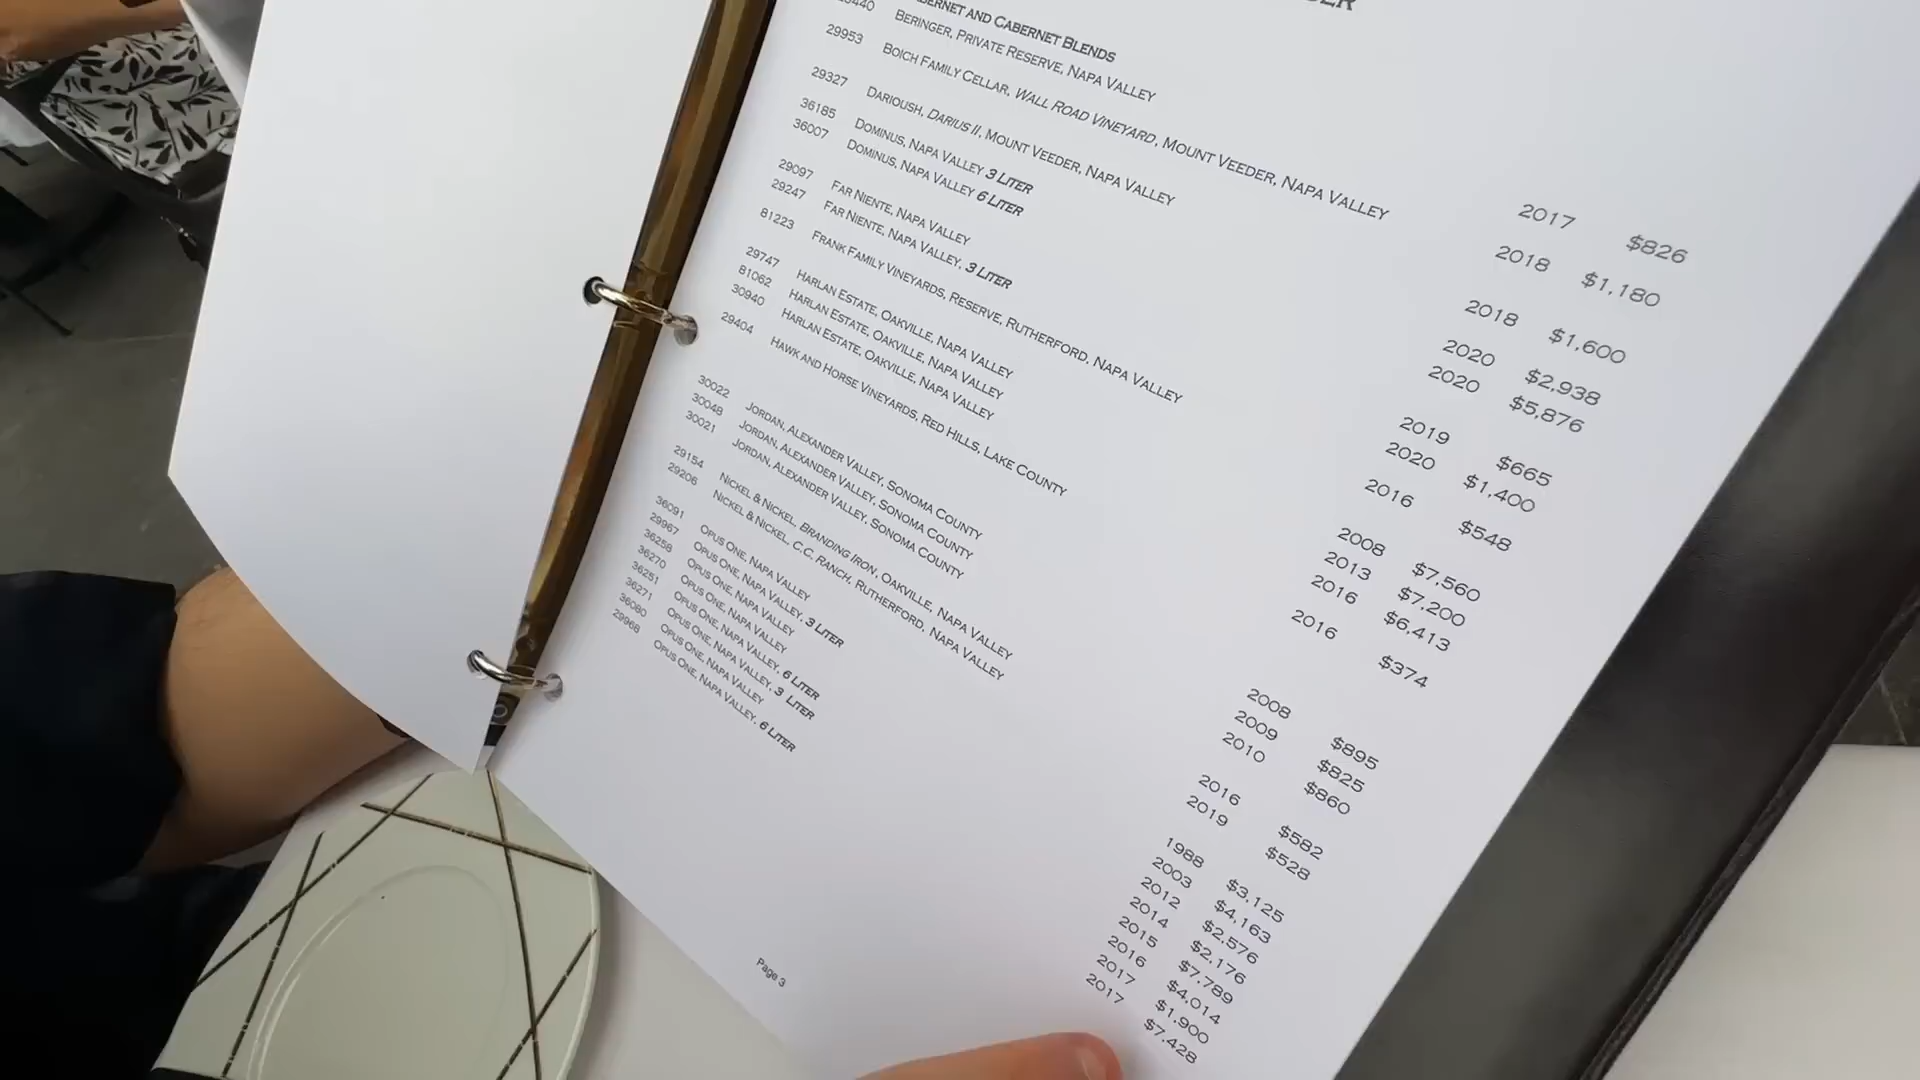 CABERNET AND CABERNET BLENDS
BERINGER, PRIVATE RESERVE, NAPA VALLEY 2017 $826
29953 BOICH FAMILY CELLAR, WALL ROAD VINEYARD, MOUNT VEEDER, NAPA VALLEY 2018 $1,180
29327 DARIOUSH, DARIUS II, MOUNT VEEDER, NAPA VALLEY 2018 $1,600
36185 DOMINUS, NAPA VALLEY 3 LITER 2020 $2,938
36007 DOMINUS, NAPA VALLEY 6 LITER 2020 $5,876
29097 FAR NIENTE, NAPA VALLEY 2019 $665
29247 FAR NIENTE, NAPA VALLEY, 3 LITER 2020 $1,400
81223 FRANK FAMILY VINEYARDS, RESERVE, RUTHERFORD, NAPA VALLEY 2016 $548
29747 HARLAN ESTATE, OAKVILLE, NAPA VALLEY 2008 $7,560
81062 HARLAN ESTATE, OAKVILLE, NAPA VALLEY 2013 $7,200
30940 HARLAN ESTATE, OAKVILLE, NAPA VALLEY 2016 $6,413
29404 HAWK AND HORSE VINEYARDS, RED HILLS, LAKE COUNTY 2016 $374
30022 JORDAN, ALEXANDER VALLEY, SONOMA COUNTY 2008 $895
30048 JORDAN, ALEXANDER VALLEY, SONOMA COUNTY 2009 $825
30021 JORDAN, ALEXANDER VALLEY, SONOMA COUNTY 2010 $860
29154 NICKEL & NICKEL, BRANDING IRON, OAKVILLE, NAPA VALLEY 2016 $582
29206 NICKEL & NICKEL, C.C. RANCH, RUTHERFORD, NAPA VALLEY 2019 $528
36091 OPUS ONE, NAPA VALLEY 1988 $3,125
29967 OPUS ONE, NAPA VALLEY, 3 LITER 2003 $4,163
36258 OPUS ONE, NAPA VALLEY 2012 $2,576
36270 OPUS ONE, NAPA VALLEY 2014 $2,176
36251 OPUS ONE, NAPA VALLEY, 6 LITER 2015 $7,789
36271 OPUS ONE, NAPA VALLEY, 3 LITER 2016 $4,014
36080 OPUS ONE, NAPA VALLEY 2017 $1,900
29968 OPUS ONE, NAPA VALLEY, 6 LITER 2017 $7,428
Page 3